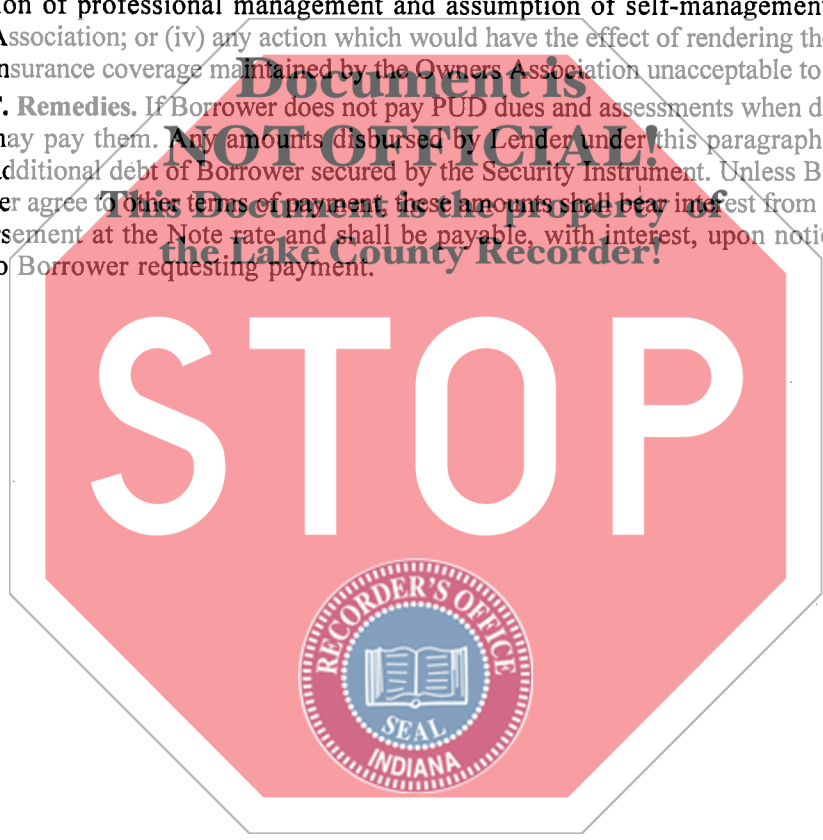 ion of professional management and assumption of self-management
Association; or (iv) any action which would have the effect of rendering th
nsurance coverage maintained by the Owners Association unacceptable to
Document is
F. Remedies. If Borrower does not pay PUD dues and assessments when d
nay pay them. Any amounts disbursed by Lender under this paragraph
NOT OFFICIAL!
dditional debt of Borrower secured by the Security Instrument. Unless B
er agree to other terms of payment, these amounts shall bear interest from
This Document is the property of
rsement at the Note rate and shall be payable, with interest, upon notic
the Lake County Recorder!
o Borrower requesting payment.
STOP
RECORDER'S OFFICE
SEAL
INDIANA